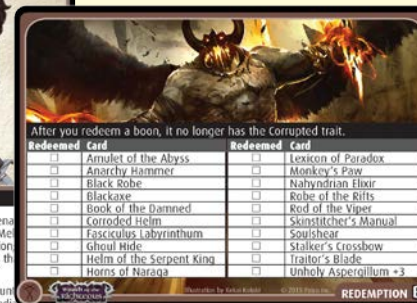 After you redeem a boon, it no longer has the Corrupted trait.
Redeemed Card Redeemed Card
Amulet of the Abyss Lexicon of Paradox
Anarchy Hammer Monkey's Paw
Black Robe Nahyndrian Elixir
Blackaxe Robe of the Rifts
Book of the Damned Rod of the Viper
Corroded Helm Skinstitcher's Manual
Fasciculus Labyrinthum Soulshear
Ghoul Hide Stalker's Crossbow
Helm of the Serpent King Traitor's Blade
Horns of Naraga Unholy Aspergillum +3
REDEMPTION